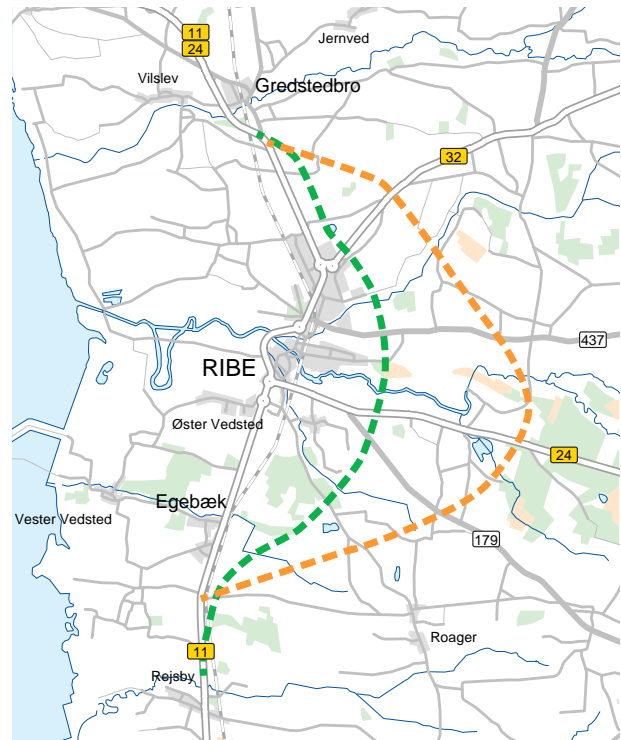 11
24
Jernved
Vilslev
Gredstedbro
32
437
RIBE
Øster Vedsted
24
Egebæk
Vester Vedsted
179
Roager
11
Rejsby